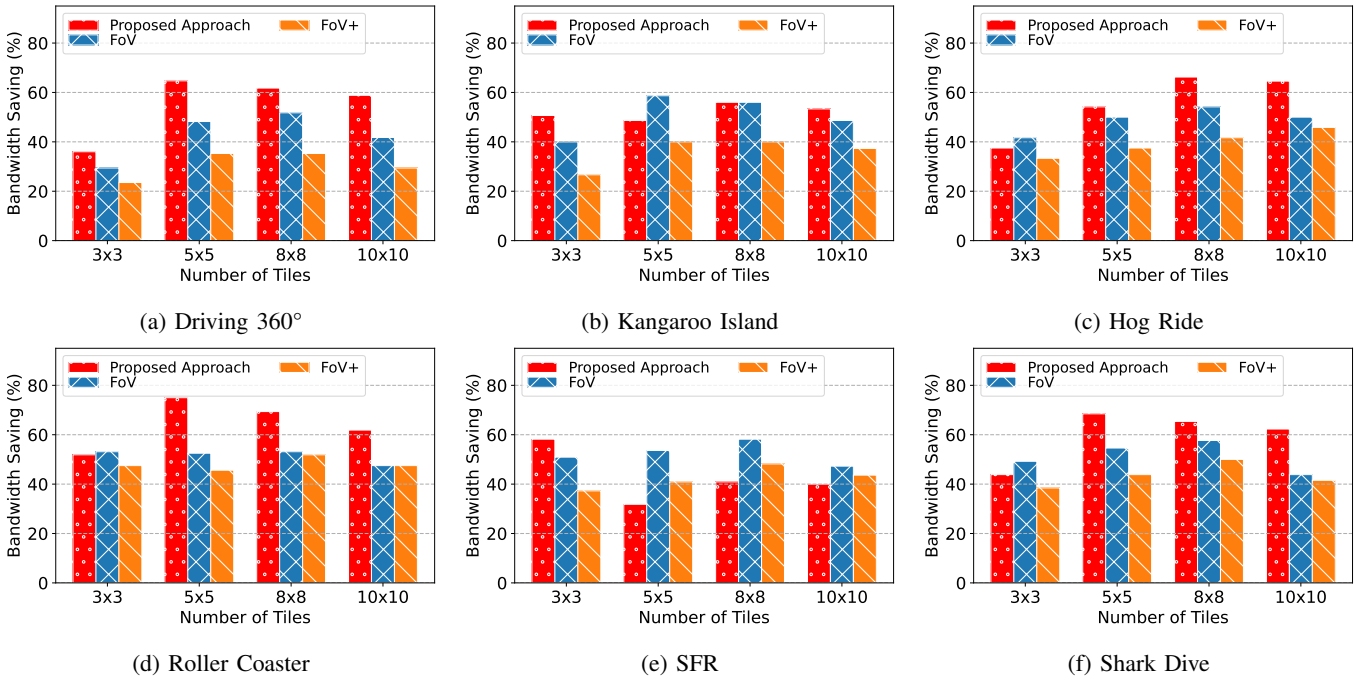 Proposed Approach
FoV
FoV+
Bandwidth Saving (%)
80
60
40
20
0
3x3 5x5 8x8 10x10
Number of Tiles
(a) Driving 360°
Proposed Approach
FoV
FoV+
Bandwidth Saving (%)
80
60
40
20
0
3x3 5x5 8x8 10x10
Number of Tiles
(b) Kangaroo Island
Proposed Approach
FoV
FoV+
Bandwidth Saving (%)
80
60
40
20
0
3x3 5x5 8x8 10x10
Number of Tiles
(c) Hog Ride
Proposed Approach
FoV
FoV+
Bandwidth Saving (%)
80
60
40
20
0
3x3 5x5 8x8 10x10
Number of Tiles
(d) Roller Coaster
Proposed Approach
FoV
FoV+
Bandwidth Saving (%)
80
60
40
20
0
3x3 5x5 8x8 10x10
Number of Tiles
(e) SFR
Proposed Approach
FoV
FoV+
Bandwidth Saving (%)
80
60
40
20
0
3x3 5x5 8x8 10x10
Number of Tiles
(f) Shark Dive